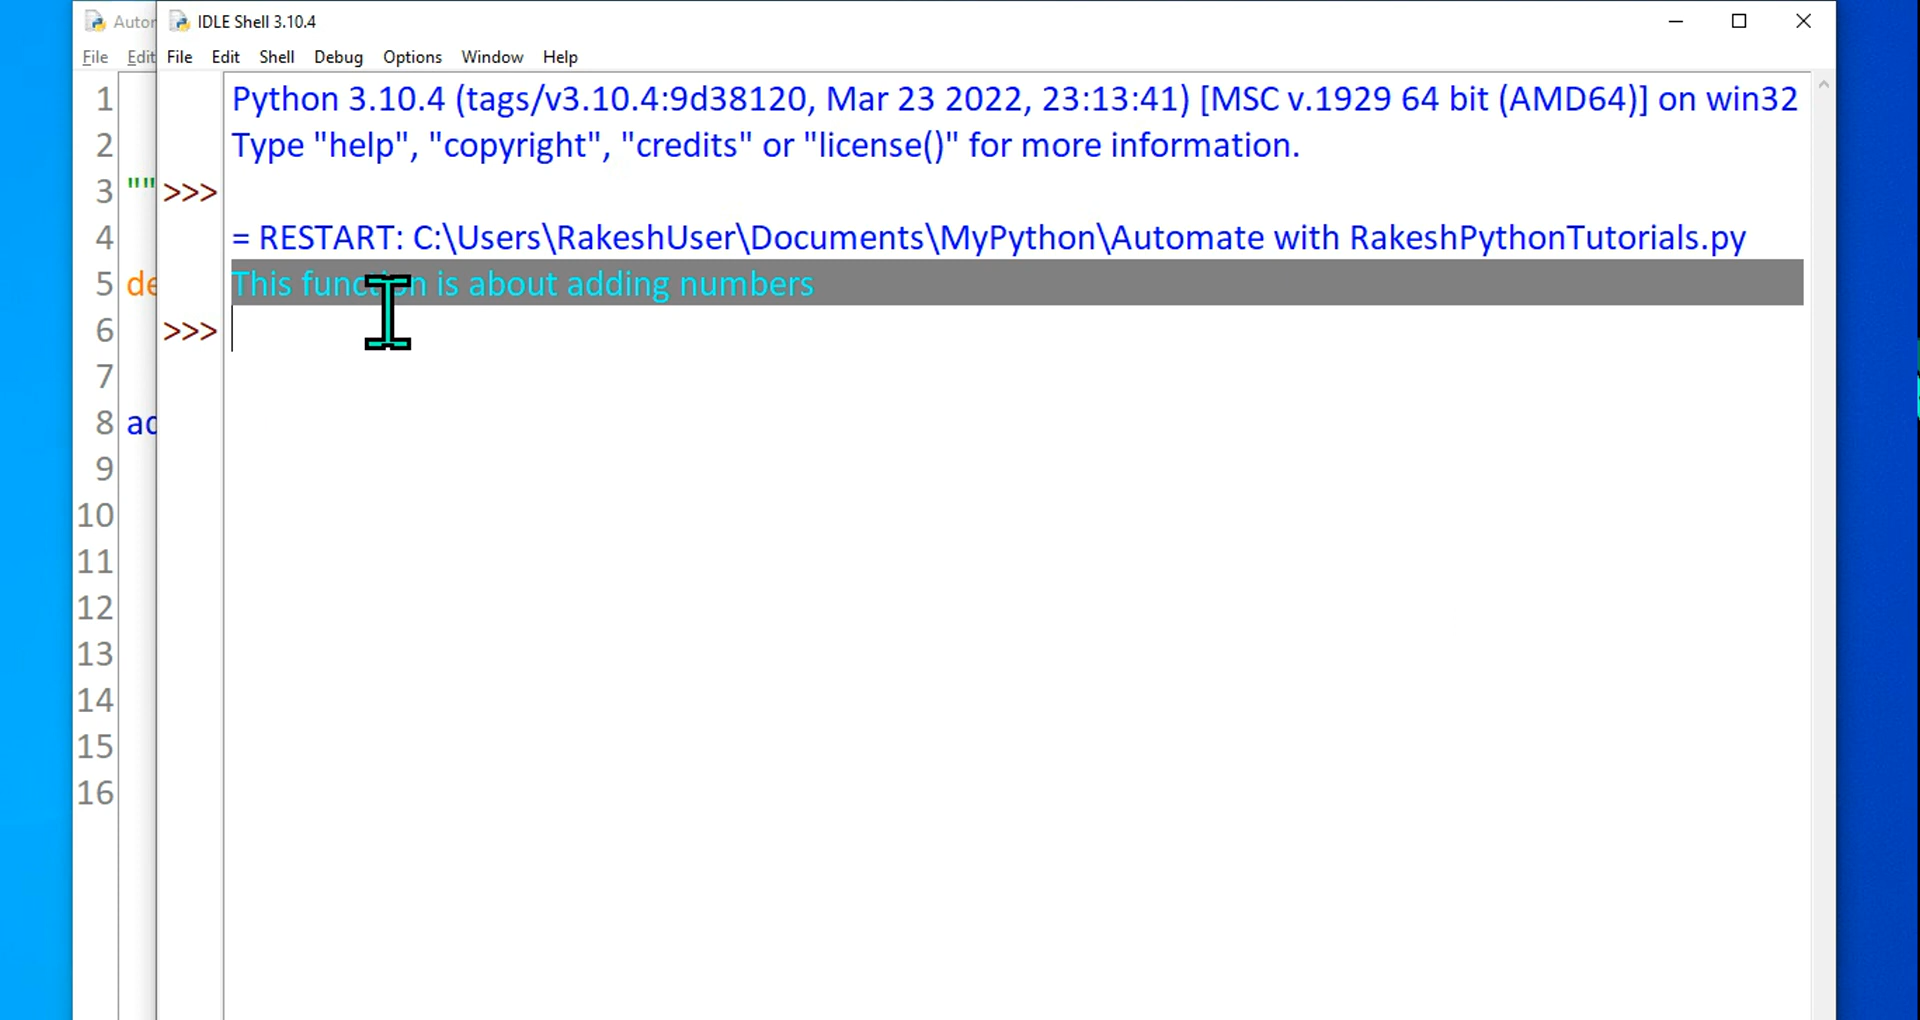 Autor
IDLE Shell 3.10.4
File Edit
File Edit Shell Debug Options Window Help
1
2
3 ""
4
5 de
6
7
8 ad
9
10
11
12
13
14
15
16
Python 3.10.4 (tags/v3.10.4:9d38120, Mar 23 2022, 23:13:41) [MSC v.1929 64 bit (AMD64)] on win32
Type "help", "copyright", "credits" or "license()" for more information.
>>>
= RESTART: C:\Users\RakeshUser\Documents\MyPython\Automate with RakeshPythonTutorials.py
This function is about adding numbers
>>>